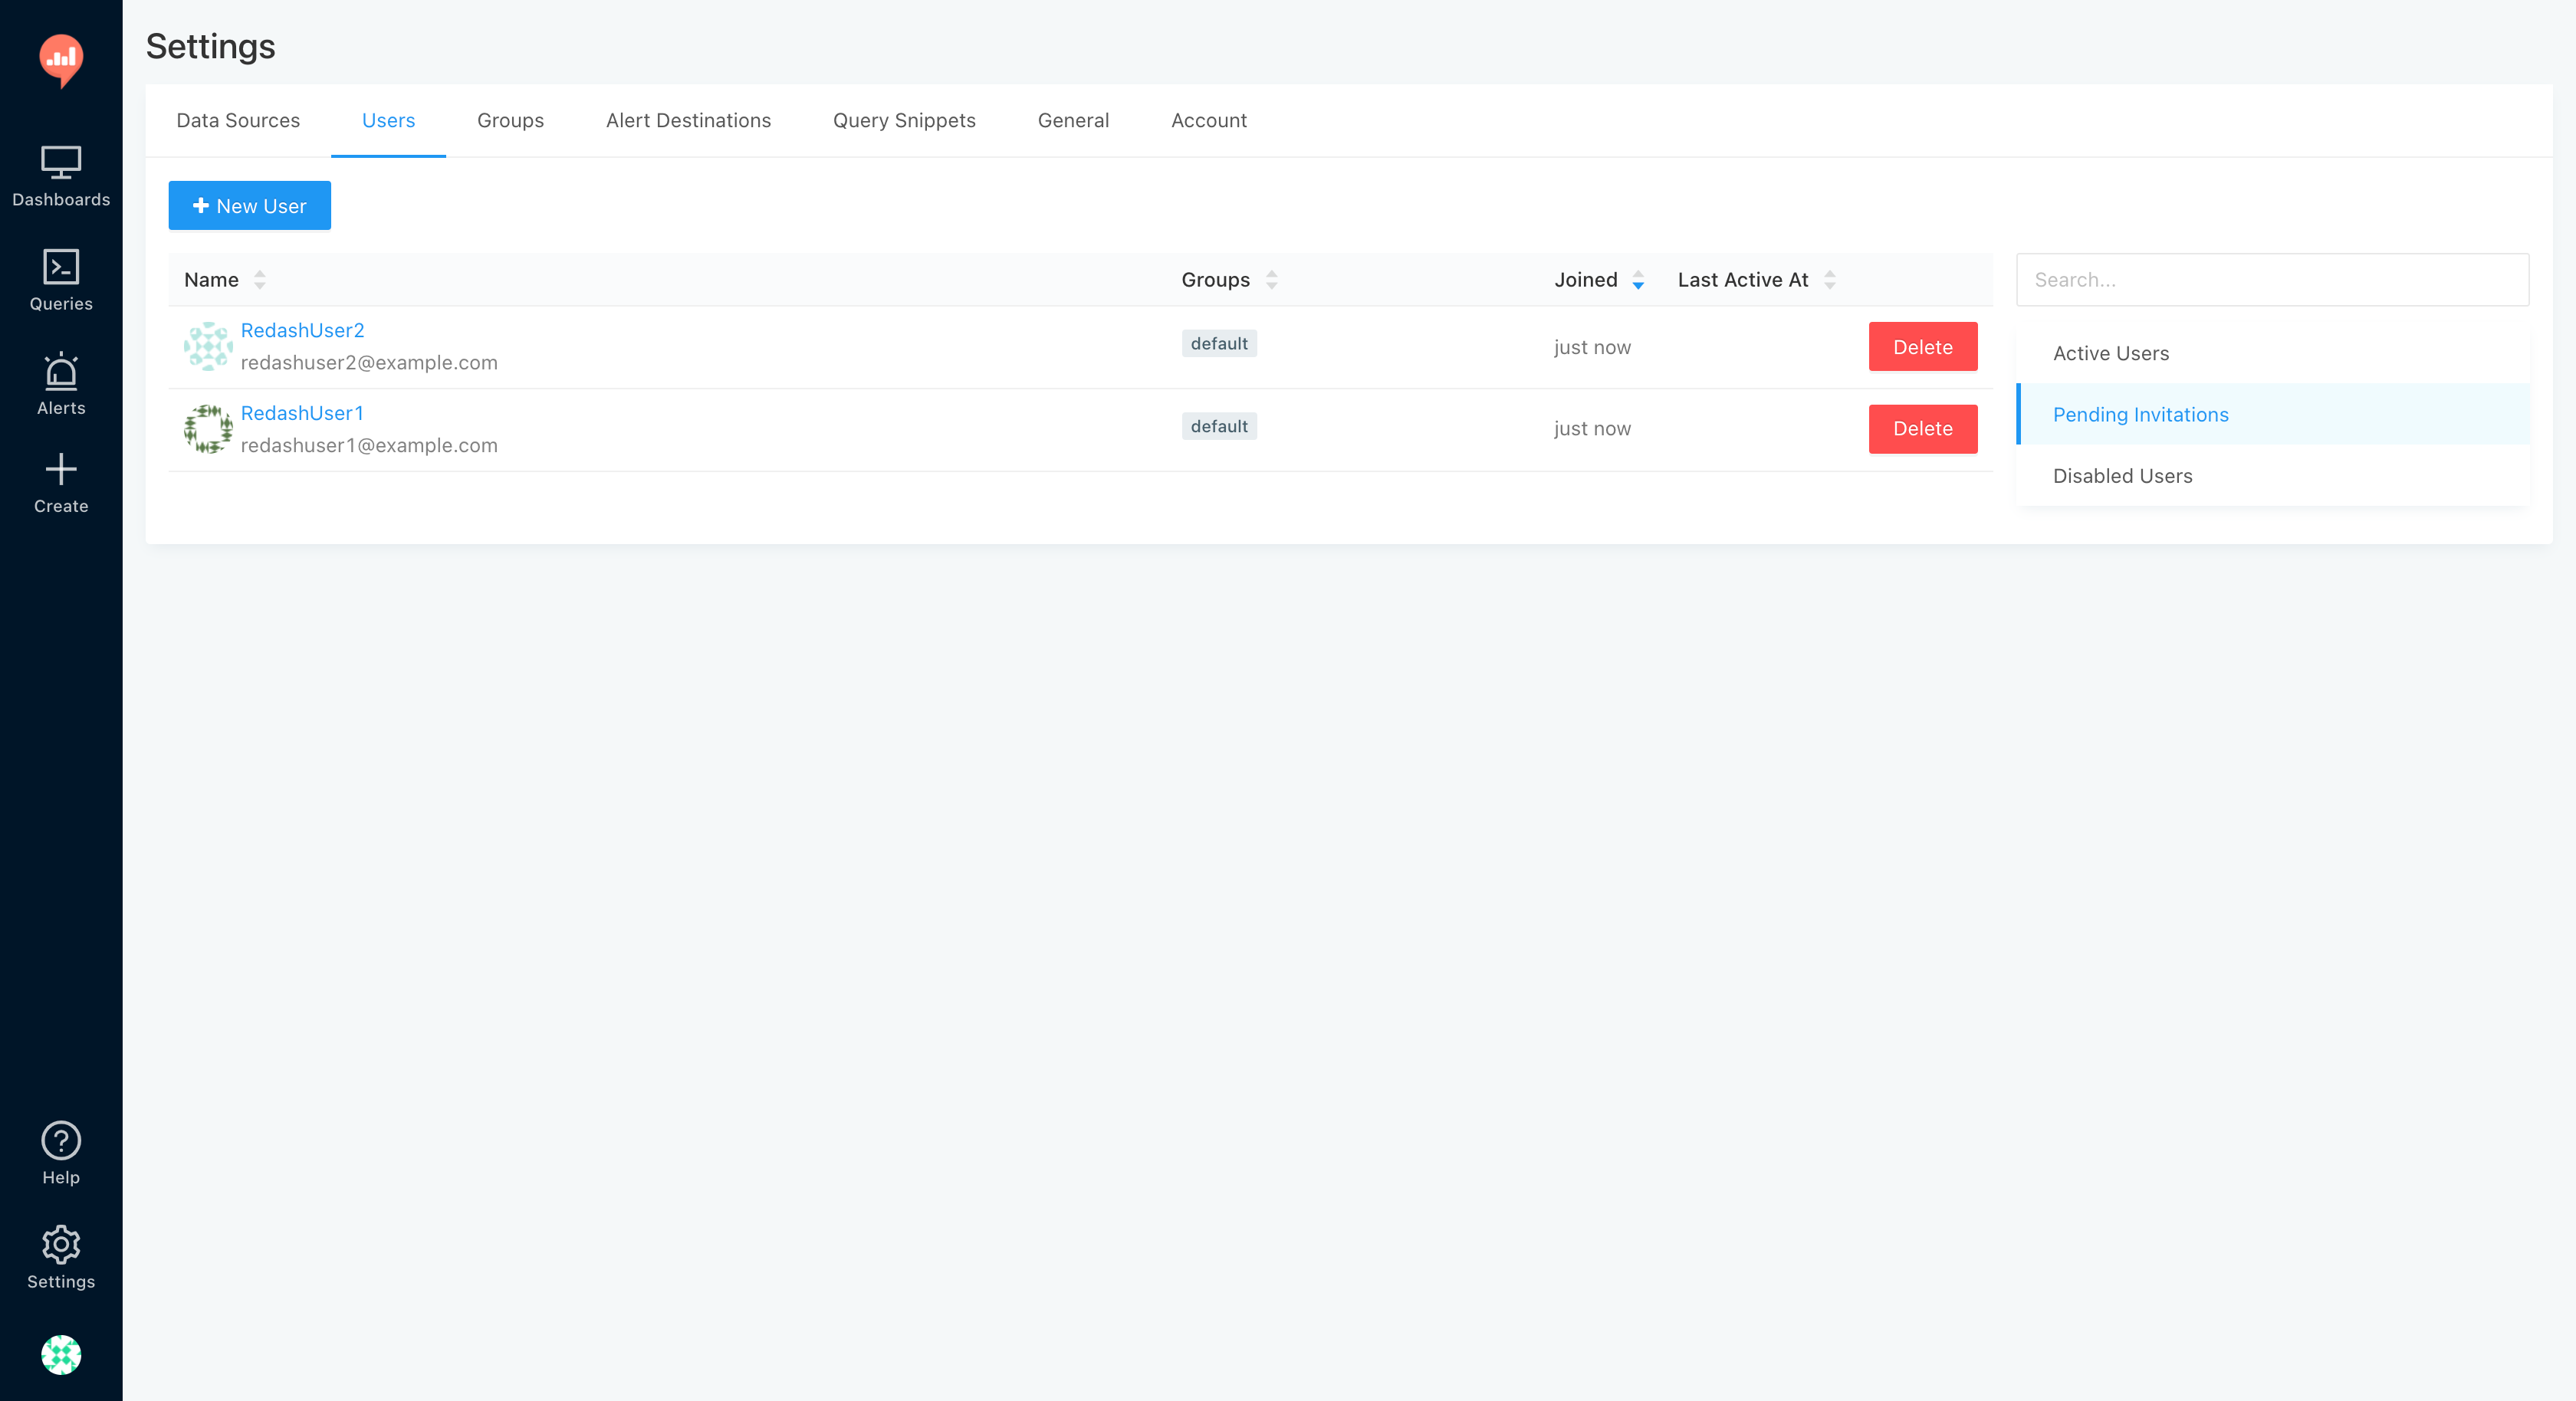 Settings
Data Sources Users Groups Alert Destinations Query Snippets General Account
Dashboards
Queries
Alerts
Create
Help
Settings
New User
Name Groups Joined Last Active At
RedashUser2
redashuser2@example.com
default
just now
Delete
RedashUser1
redashuser1@example.com
default
just now
Delete
Search...
Active Users
Pending Invitations
Disabled Users